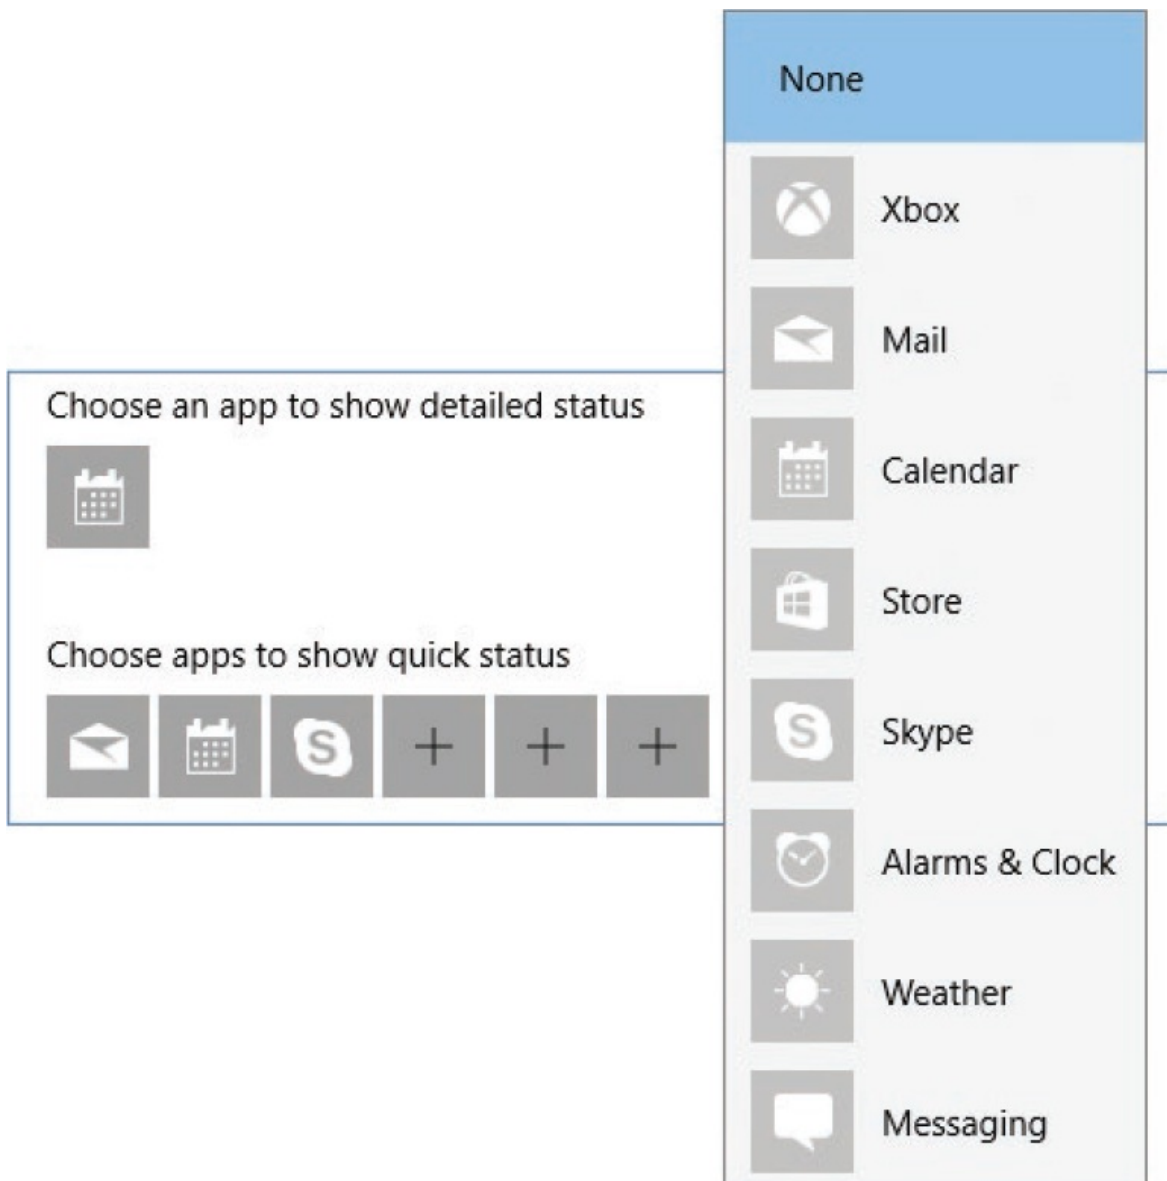 Choose an app to show detailed status
Choose apps to show quick status
None
Xbox
Mail
Calendar
Store
Skype
Alarms & Clock
Weather
Messaging